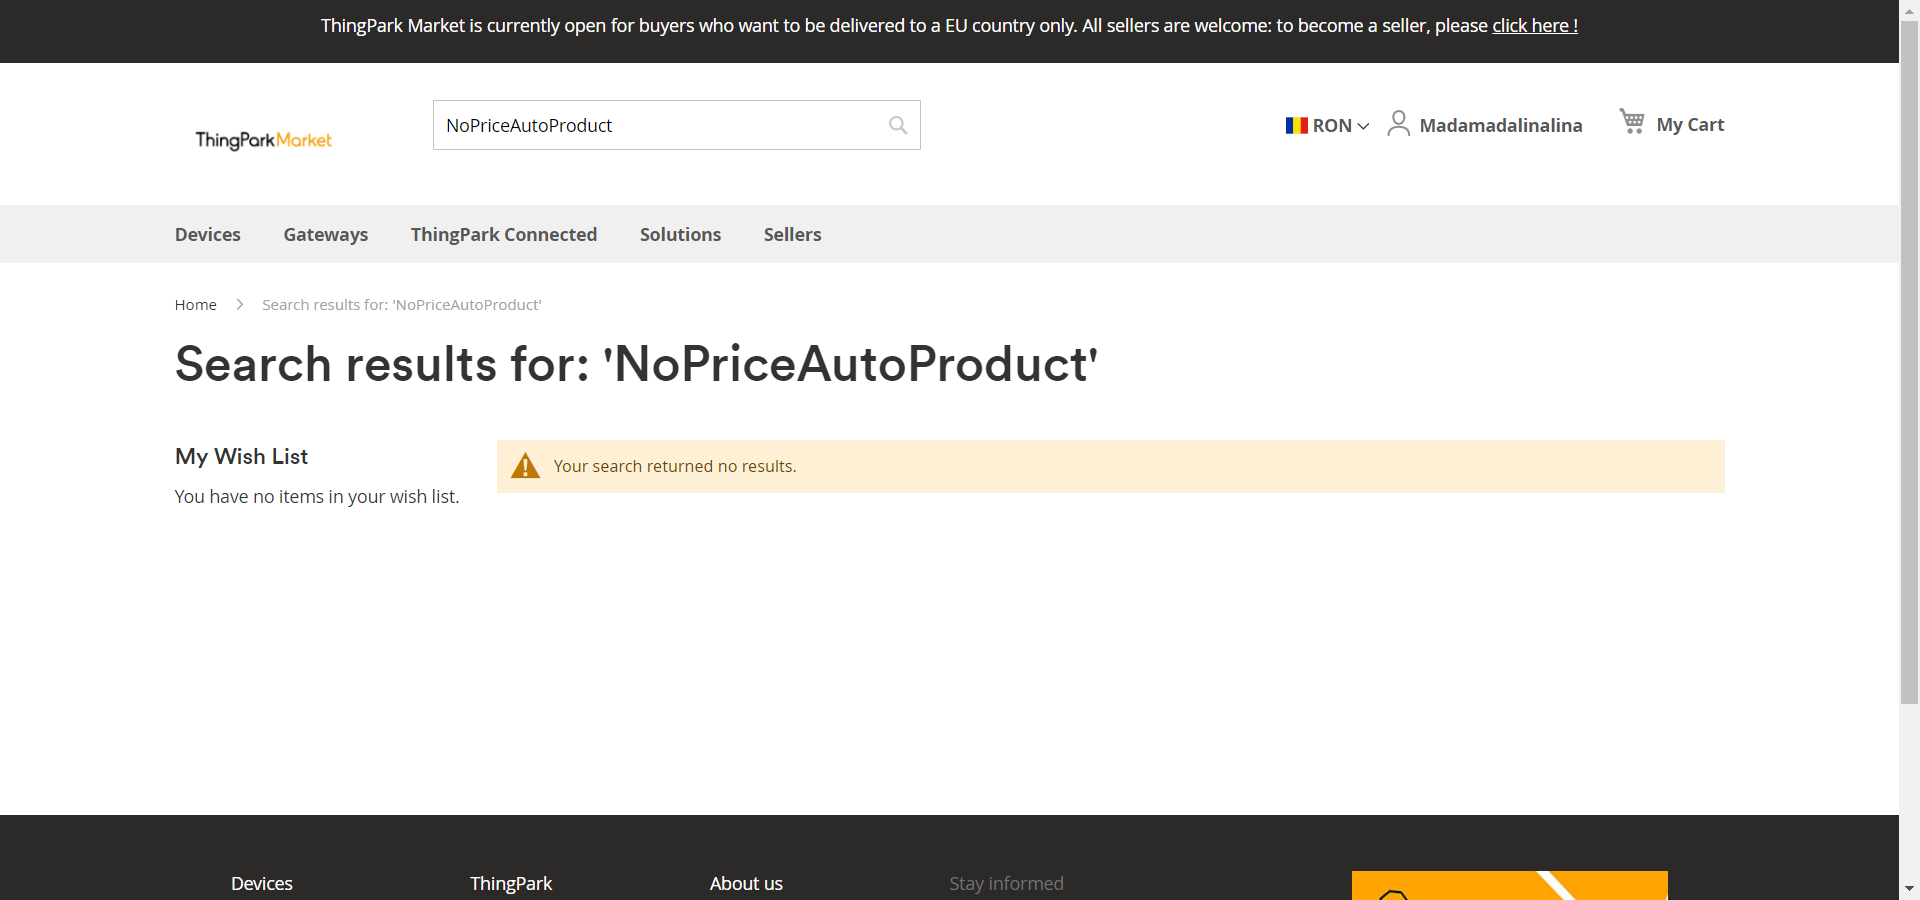 ThingPark Market is currently open for buyers who want to be delivered to a EU country only. All sellers are welcome: to become a seller, please click here !
ThingParkMarket
NoPriceAutoProduct
RON
Madamadalinalina
My Cart
Devices
Gateways
ThingPark Connected
Solutions
Sellers
Home
Search results for: 'NoPriceAutoProduct'
Search results for: 'NoPriceAutoProduct'
My Wish List
You have no items in your wish list.
Your search returned no results.
Devices
ThingPark
About us
Stay informed